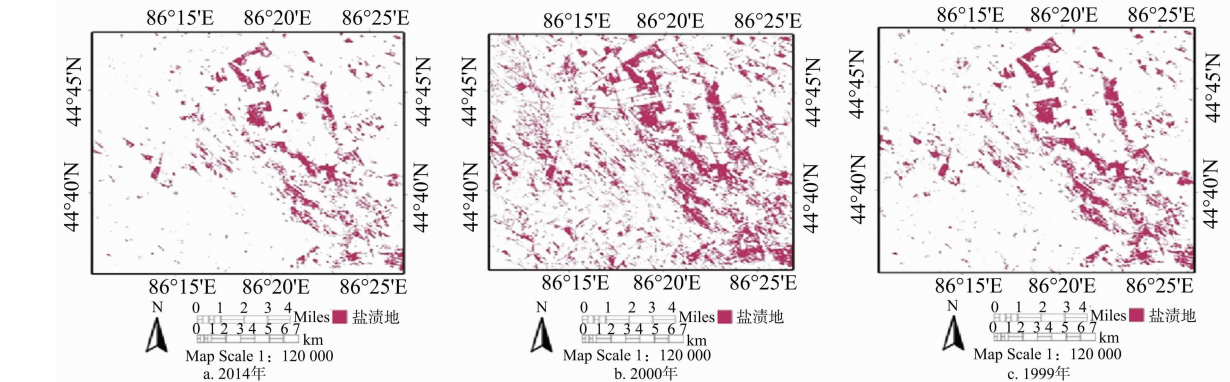 86°15'E 86°20'E 86°25'E
44°45'N 44°45'N
44°40'N 44°40'N
86°15'E 86°20'E 86°25'E
N
0 1 2 3 4
Miles 盐渍地
0 1 2 3 4 5 6 7
km
Map Scale 1：120 000
a. 2014年
86°15'E 86°20'E 86°25'E
44°45'N
44°40'N
86°15'E 86°20'E 86°25'E
N
0 1 2 3 4
Miles 盐渍地
0 1 2 3 4 5 6 7
km
Map Scale 1：120 000
b. 2000年
86°15'E 86°20'E 86°25'E
44°45'N 44°45'N
44°40'N 44°40'N
86°15'E 86°20'E 86°25'E
N
0 1 2 3 4
Miles 盐渍地
0 1 2 3 4 5 6 7
km
Map Scale 1：120 000
c. 1999年